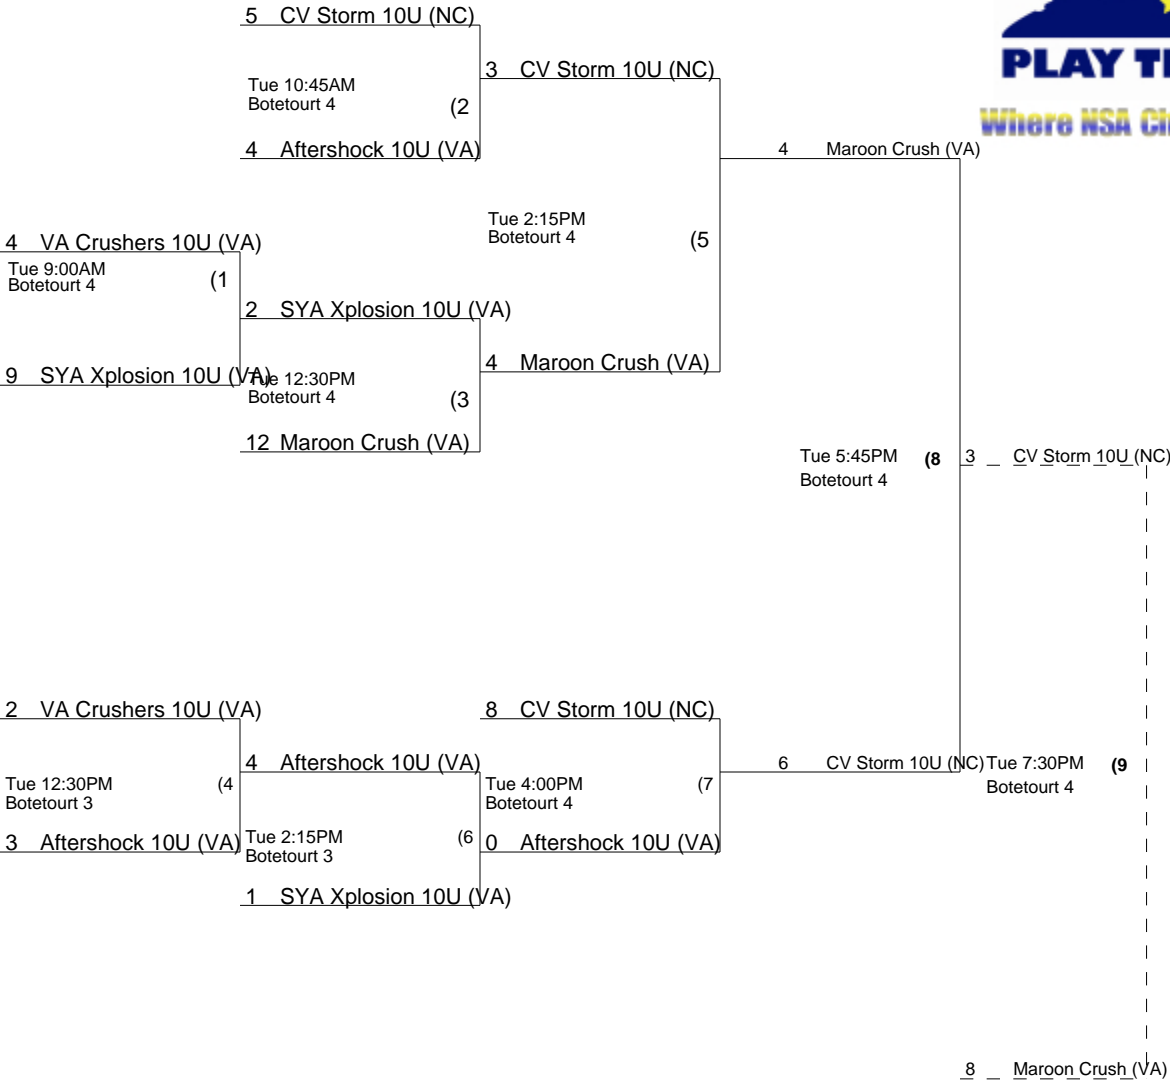 5 CV Storm 10U (NC)
PLAY
Where NSA
Tue 10:45AM
Botetourt 4
(2
3 CV Storm 10U (NC)
4 Aftershock 10U (VA)
4 Maroon Crush (VA)
Tue 2:15PM
Botetourt 4
(5
4 VA Crushers 10U (VA)
Tue 9:00AM
Botetourt 4
(1
2 SYA Xplosion 10U (VA)
4 Maroon Crush (VA)
9 SYA Xplosion 10U (VA)
Tue 12:30PM
Botetourt 4
(3
12 Maroon Crush (VA)
Tue 5:45PM
Botetourt 4
(8
3 CV Storm 10U (NC)
2 VA Crushers 10U (VA)
8 CV Storm 10U (NC)
4 Aftershock 10U (VA)
Tue 12:30PM
Botetourt 3
(4
Tue 4:00PM
Botetourt 4
(7
6 CV Storm 10U (NC)
Tue 7:30PM
Botetourt 4
(9
3 Aftershock 10U (VA)
Tue 2:15PM
Botetourt 3
(6
0 Aftershock 10U (VA)
1 SYA Xplosion 10U (VA)
8 Maroon Crush (VA)